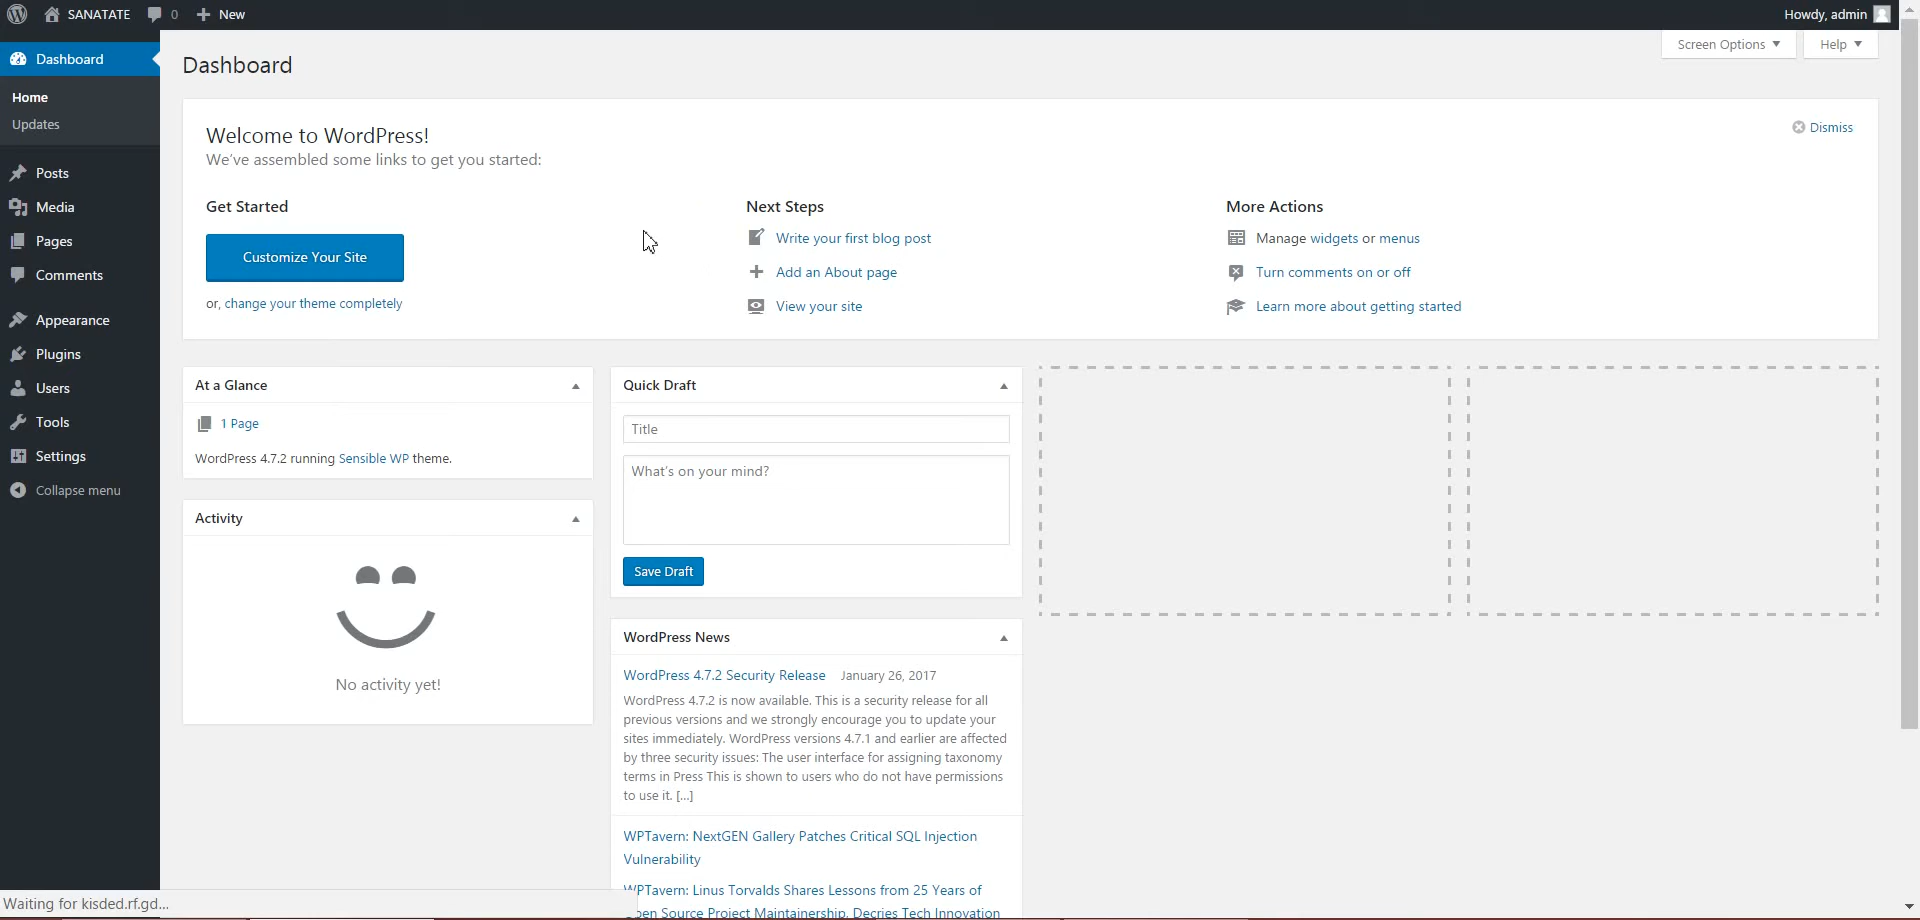 SANATATE 0 New Howdy, admin
Dashboard
Home
Updates
Posts
Media
Pages
Comments
Appearance
Plugins
Users
Tools
Settings
Collapse menu
Screen Options Help
Dashboard
Welcome to WordPress!
We've assembled some links to get you started:
Dismiss
Get Started
Customize Your Site
or, change your theme completely
Next Steps
Write your first blog post
Add an About page
View your site
More Actions
Manage widgets or menus
Turn comments on or off
Learn more about getting started
At a Glance
1 Page
WordPress 4.7.2 running Sensible WP theme.
Activity
No activity yet!
Quick Draft
Title
What's on your mind?
Save Draft
WordPress News
WordPress 4.7.2 Security Release January 26, 2017
WordPress 4.7.2 is now available. This is a security release for all
previous versions and we strongly encourage you to update your
sites immediately. WordPress versions 4.7.1 and earlier are affected
by three security issues: The user interface for assigning taxonomy
terms in Press This is shown to users who do not have permissions
to use it. [...]
WPTavern: NextGEN Gallery Patches Critical SQL Injection
Vulnerability
WPTavern: Linus Torvalds Shares Lessons from 25 Years of
Source Project Maintainership, Decries Tech Innovation
Waiting for kisded.rf.gd...